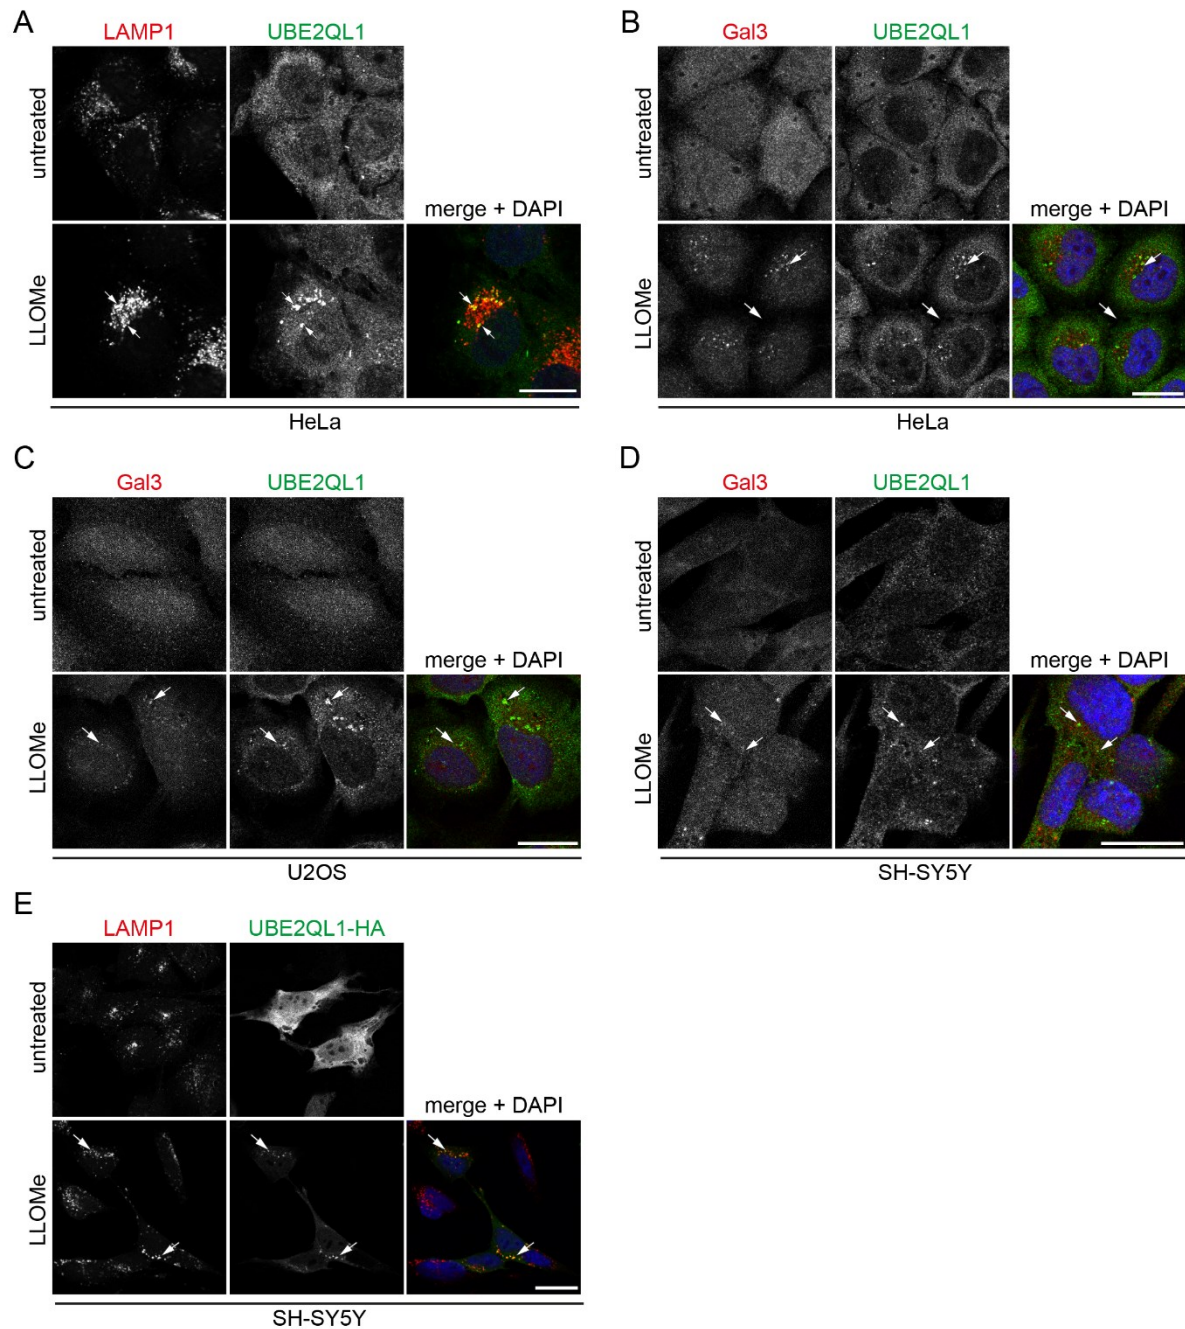 A
LAMP1 UBE2QL1
untreated
merge + DAPI
LLOMe
HeLa
B
Gal3 UBE2QL1
untreated
merge + DAPI
LLOMe
HeLa
C
Gal3 UBE2QL1
untreated
merge + DAPI
LLOMe
U2OS
D
Gal3 UBE2QL1
untreated
merge + DAPI
LLOMe
SH-SY5Y
E
LAMP1 UBE2QL1-HA
untreated
merge + DAPI
LLOMe
SH-SY5Y